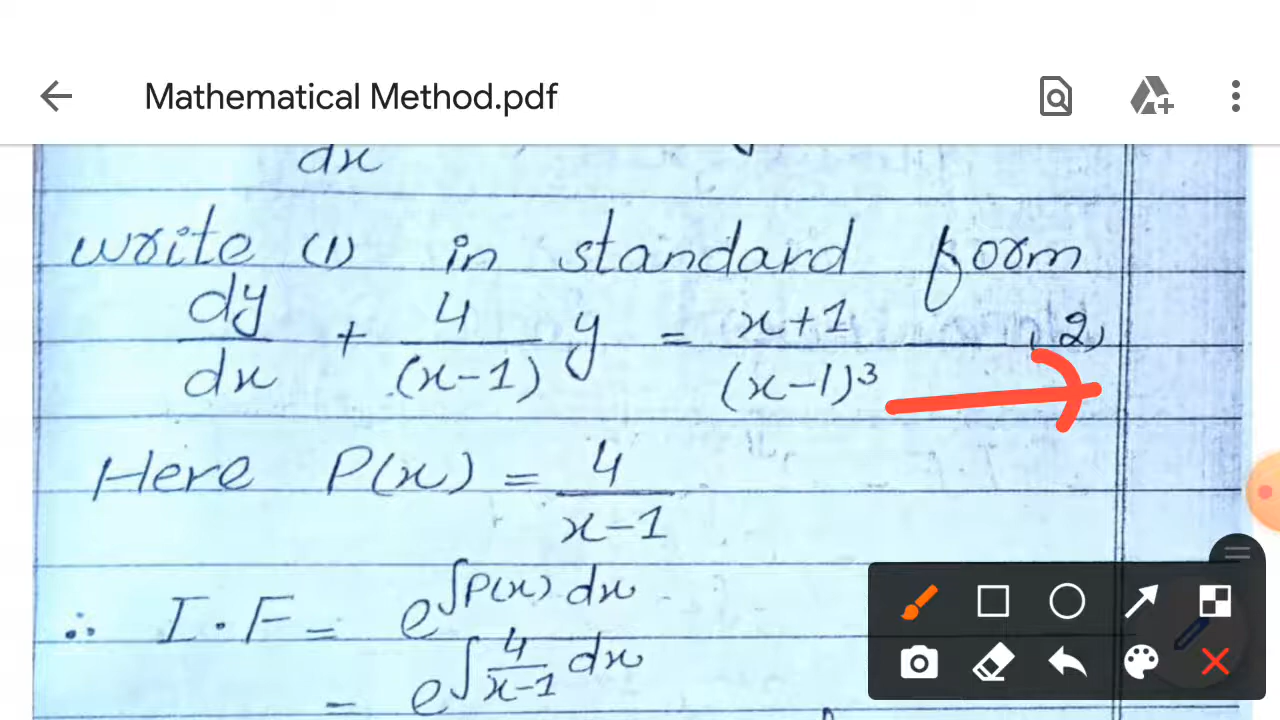 Mathematical Method.pdf
dx
write (1) in standard form
dy/dx + 4/(x-1) y = x+1/(x-1)³ — (2)
Here P(x) = 4/x-1
∴ I.F = e^∫P(x) dx
= e^∫4/x-1 dx